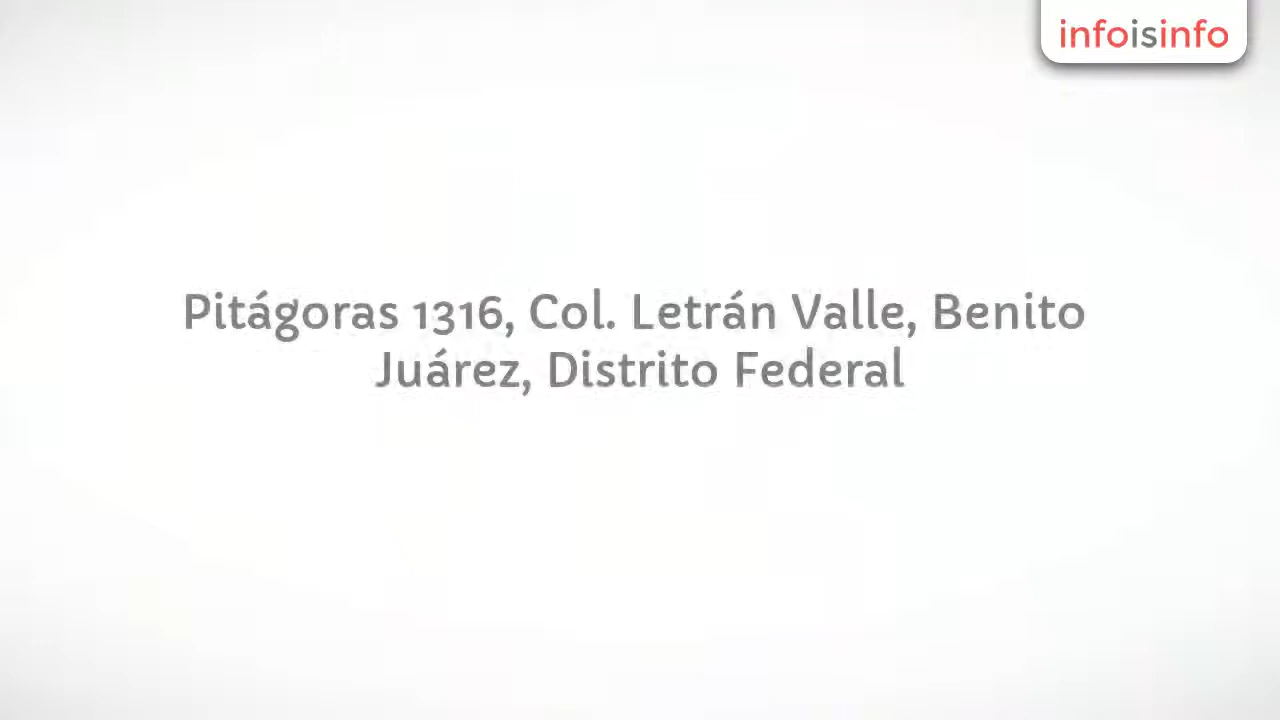 infoisinfo
Pitágoras 1316, Col. Letrán Valle, Benito
Juárez, Distrito Federal